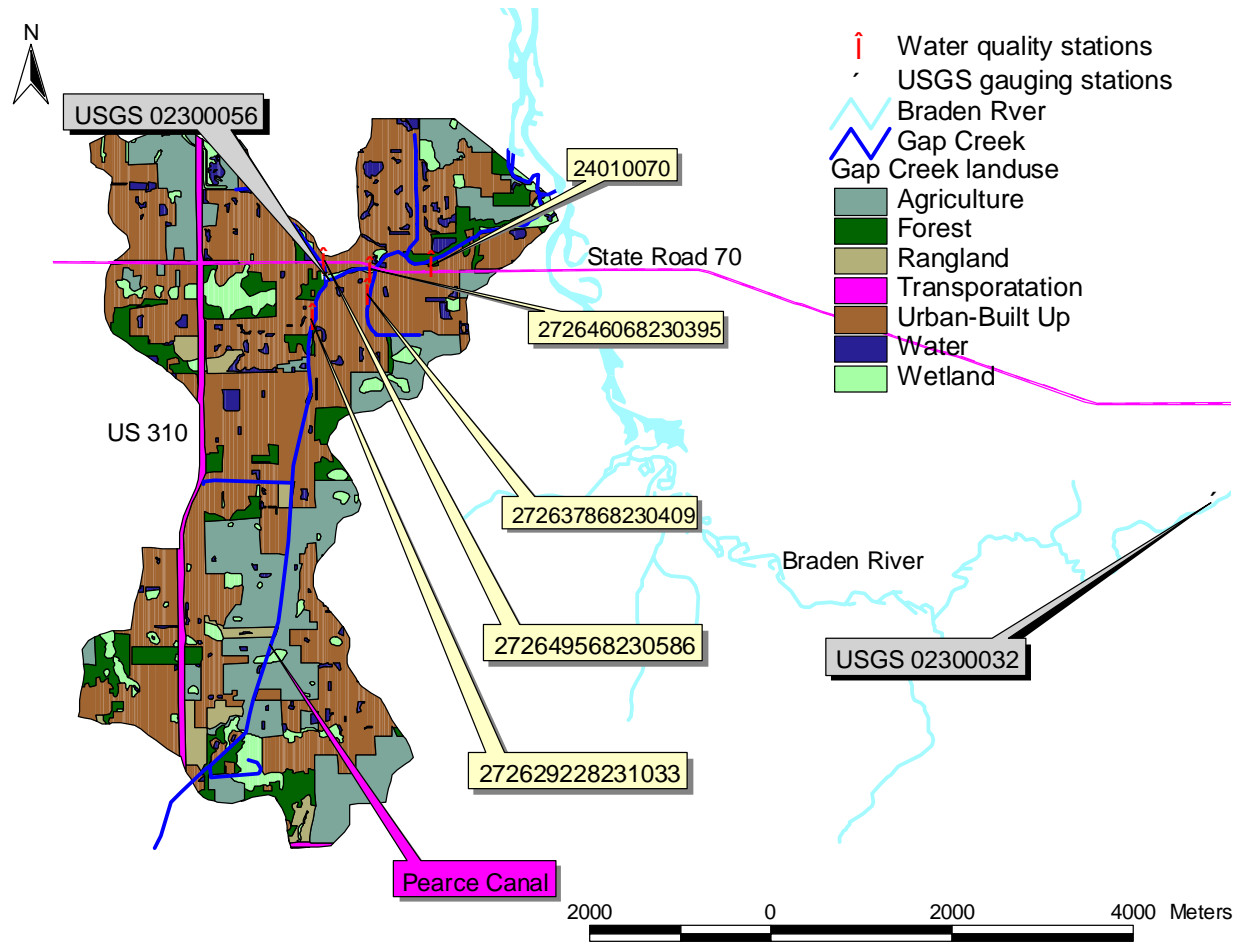 N
Water quality stations
USGS gauging stations
Braden Rver
Gap Creek
Gap Creek landuse
Agriculture
Forest
Rangland
Transporatation
Urban-Built Up
Water
Wetland
USGS 02300056
24010070
State Road 70
272646068230395
US 310
272637868230409
Braden River
272649568230586
USGS 02300032
272629228231033
Pearce Canal
2000 0 2000 4000 Meters